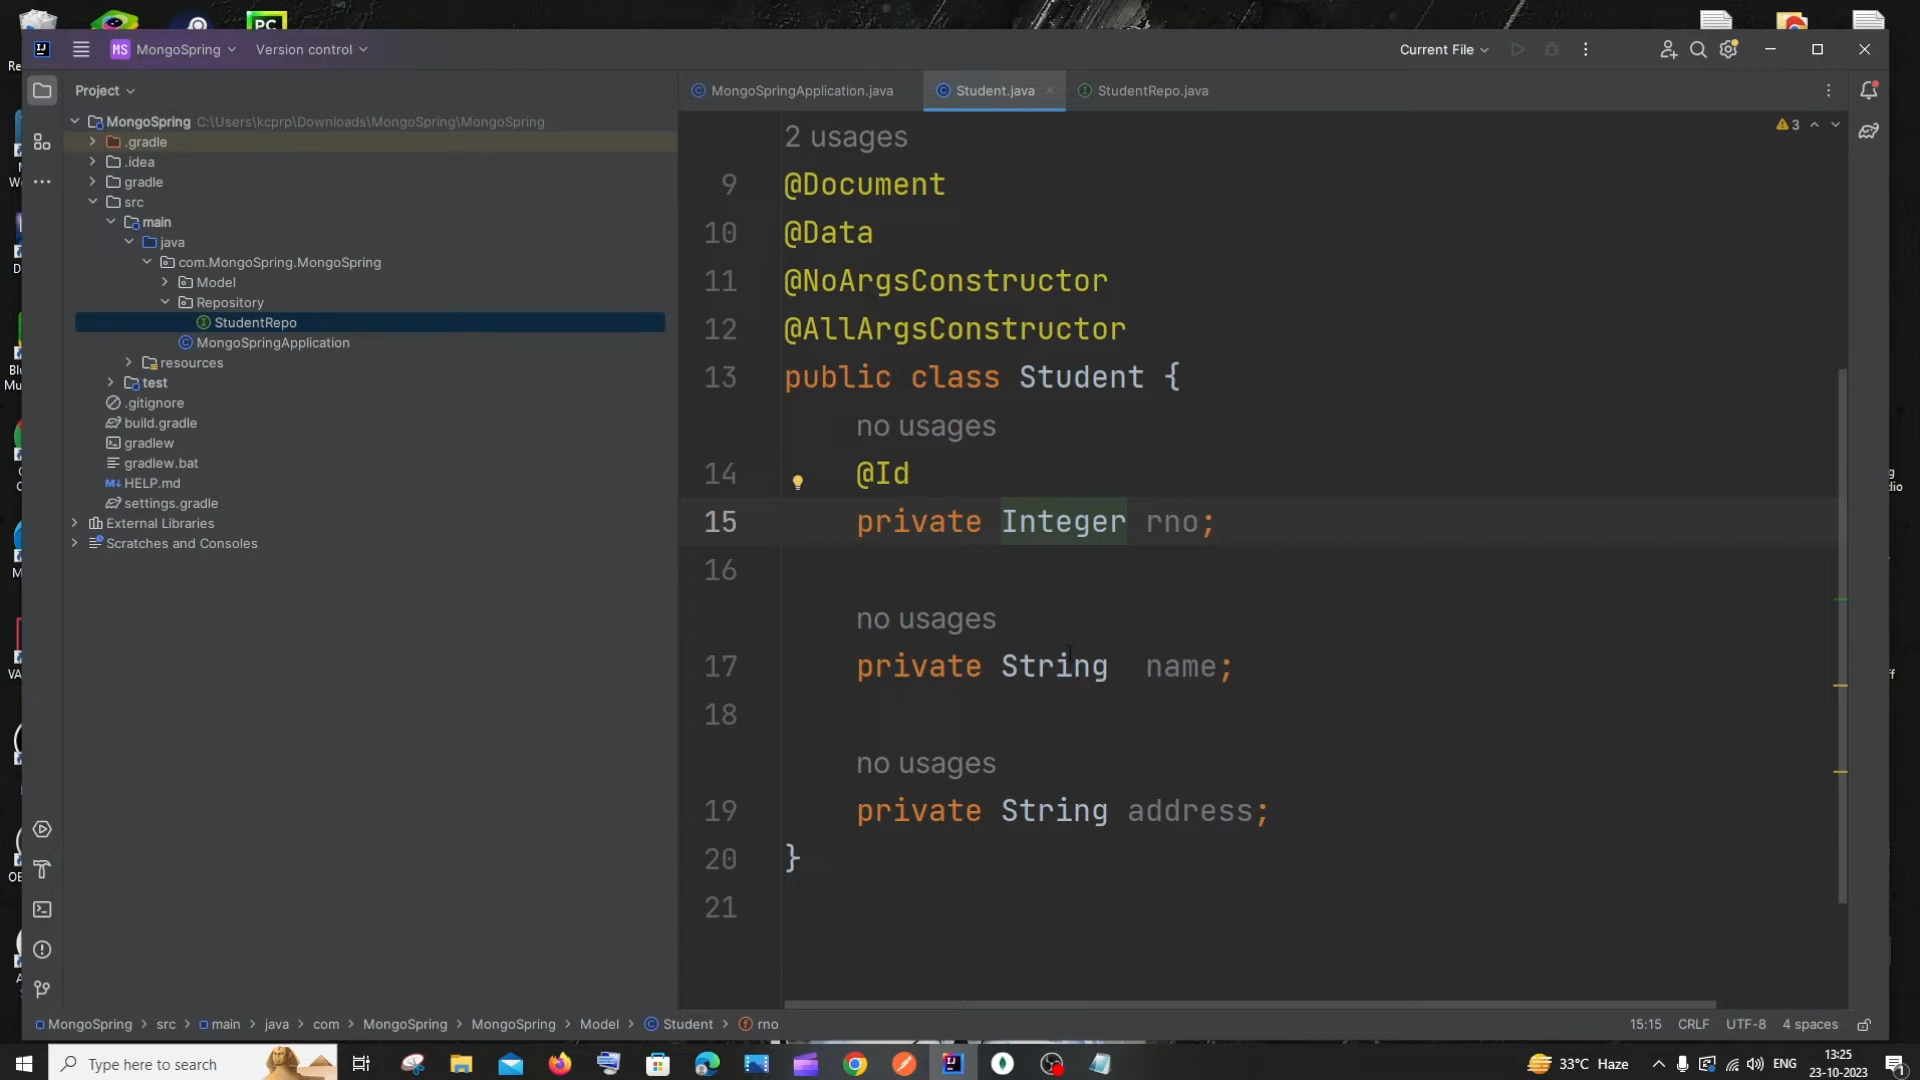 PC
Re
MS MongoSpring
Version control
Current File
Project
MongoSpringApplication.java
Student.java
StudentRepo.java
MongoSpring C:\Users\kcprp\Downloads\MongoSpring\MongoSpring
.gradle
.idea
gradle
src
main
java
com.MongoSpring.MongoSpring
Model
Repository
StudentRepo
MongoSpringApplication
resources
test
.gitignore
build.gradle
gradlew
gradlew.bat
HELP.md
settings.gradle
External Libraries
Scratches and Consoles
3
2 usages
9 @Document
10 @Data
11 @NoArgsConstructor
12 @AllArgsConstructor
13 public class Student {
no usages
14 @Id
15 private Integer rno;
16
no usages
17 private String  name;
18
no usages
19 private String address;
20 }
21
MongoSpring > src > main > java > com > MongoSpring > MongoSpring > Model > Student > rno
15:15 CRLF UTF-8 4 spaces
Type here to search
33°C Haze
ENG
13:25
23-10-2023
1